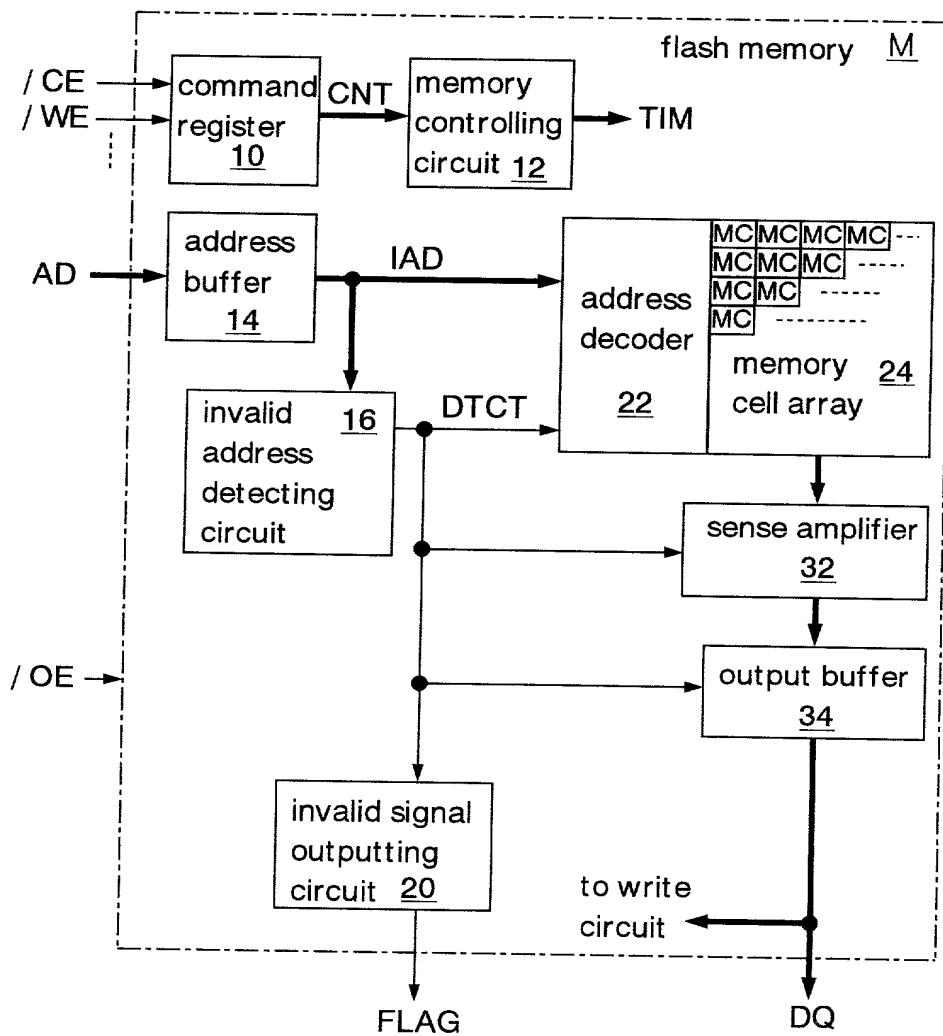 flash memory M
/ CE
/ WE
command
register
10
CNT
memory
controlling
circuit 12
TIM
AD
address
buffer
14
IAD
address
decoder
22
MC MC MC MC
MC MC MC
MC MC
MC
memory 24
cell array
invalid 16
address
detecting
circuit
DTCT
sense amplifier
32
/ OE
output buffer
34
invalid signal
outputting
circuit 20
to write
circuit
FLAG
DQ